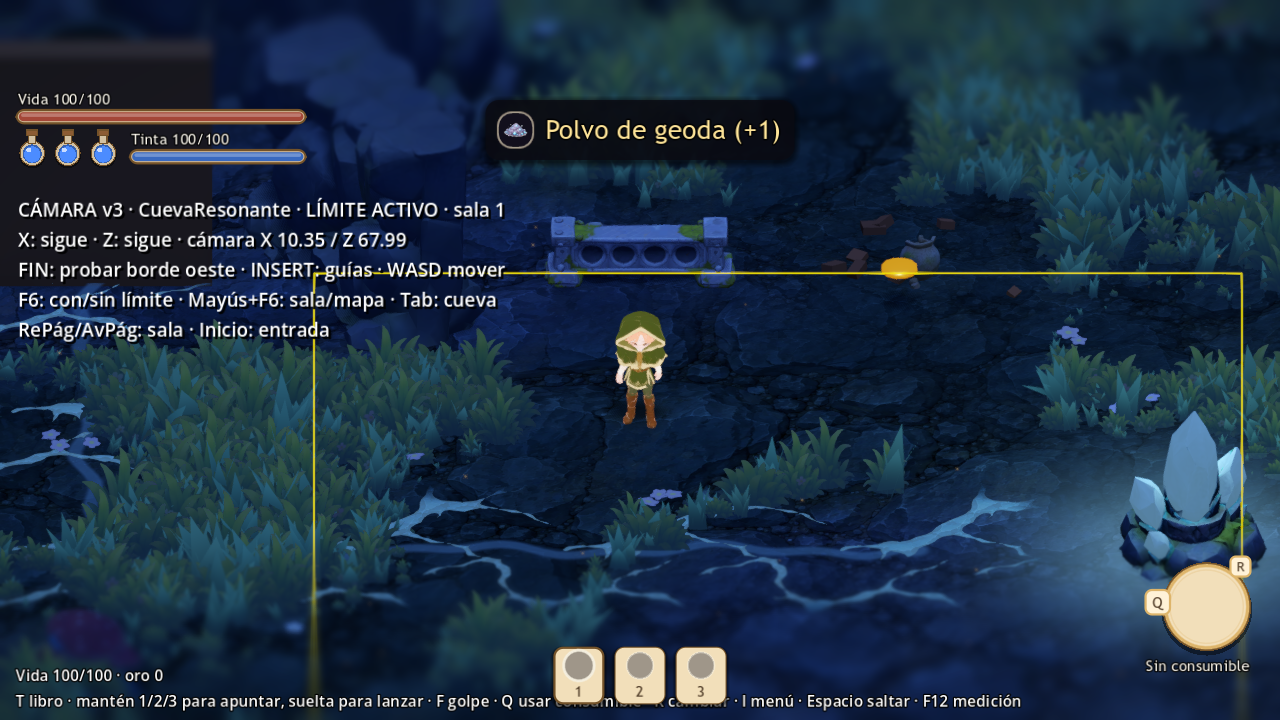 Vida 100/100
Tinta 100/100
Polvo de geoda (+1)
CÁMARA v3 · CuevaResonante · LÍMITE ACTIVO · sala 1
X: sigue · Z: sigue · cámara X 10.35 / Z 67.99
FIN: probar borde oeste · INSERT: guías · WASD mover
F6: con/sin límite · Mayús+F6: sala/mapa · Tab: cueva
RePág/AvPág: sala · Inicio: entrada
R
Q
Sin consumible
Vida 100/100 · oro 0
1 2 3
T libro · mantén 1/2/3 para apuntar, suelta para lanzar · F golpe · Q usar consumible · R cambiar · I menú · Espacio saltar · F12 medición